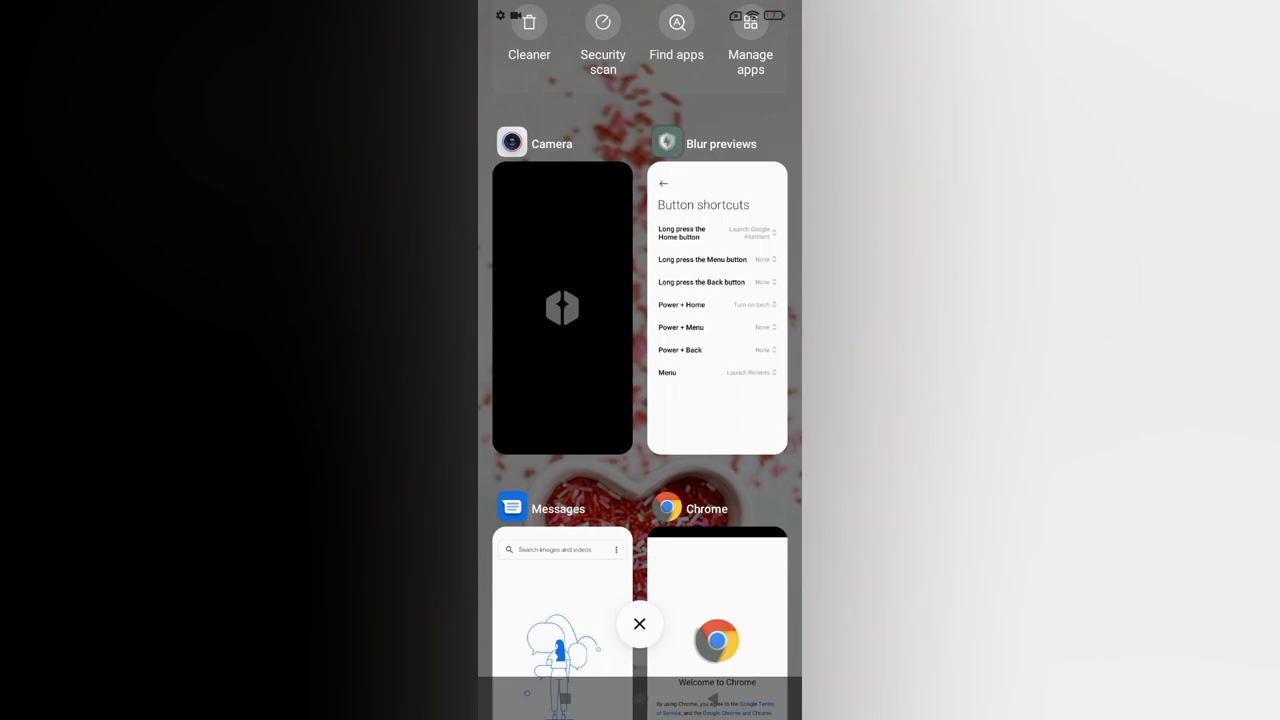 Cleaner
Security
scan
Find apps
Manage
apps
Camera
Blur previews
Button shortcuts
Long press the
Home button
Launch Google
Assistant
Long press the Menu button
None
Long press the Back button
None
Power + Home
Turn on torch
Power + Menu
None
Power + Back
None
Menu
Launch Recents
Messages
Chrome
Search images and videos
Welcome to Chrome
By using Chrome, you agree to the Google Terms
of Service, and the Google Chrome and Chrome